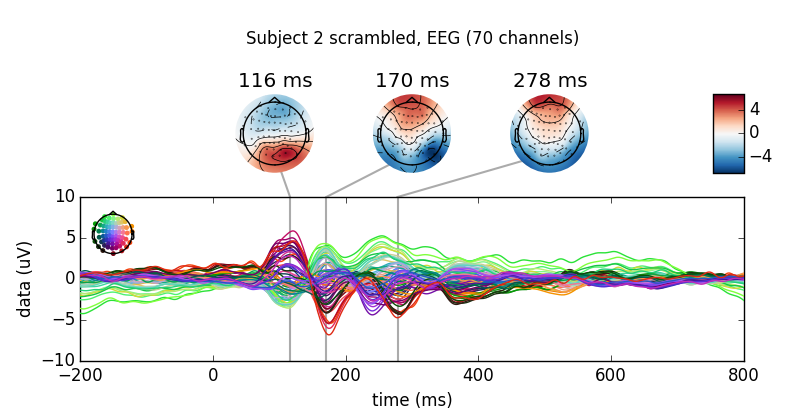 Subject 2 scrambled, EEG (70 channels)
116 ms 170 ms 278 ms
4
0
−4
10
5
0
−5
−10
data (uV)
−200 0 200 400 600 800
time (ms)